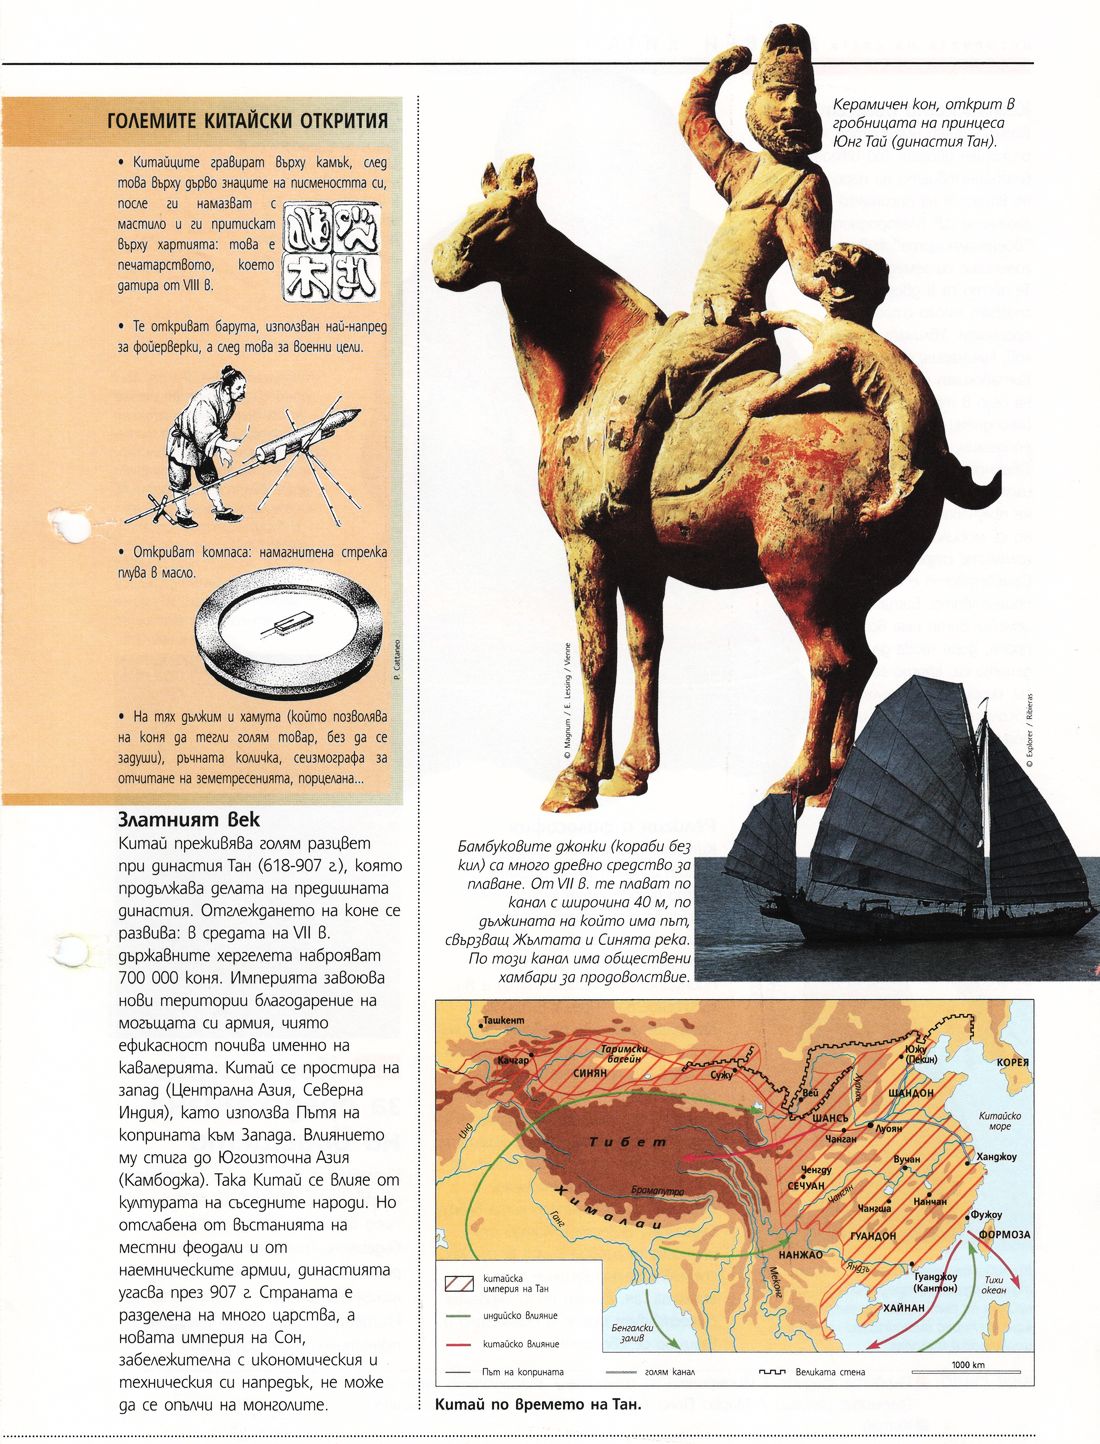 ГОЛЕМИТЕ КИТАЙСКИ ОТКРИТИЯ
• Китайците гравират върху камък, след
това върху дърво знаците на писмеността си,
после ги намазват с
мастило и ги притискат
върху хартията: това е
печатарството, което
датира от VIII в.
• Те откриват барута, използван най-напред
за фойерверки, а след това за военни цели.
• Откриват компаса: намагнитена стрелка
плува в масло.
P. Cattaneo
• На тях дължим и хамута (който позволява
на коня да тегли голям товар, без да се
задуши), ръчната количка, сеизмографа за
отчитане на земетресенията, порцелана...
Златният век
Китай преживява голям разцвет
при династия Тан (618-907 г.), която
продължава делата на предишната
династия. Отглеждането на коне се
развива: в средата на VII в.
държавните хергелета наброяват
700 000 коня. Империята завоюва
нови територии благодарение на
могъщата си армия, чиято
ефикасност почива именно на
кавалерията. Китай се простира на
запад (Централна Азия, Северна
Индия), като използва Пътя на
коприната към Запада. Влиянието
му стига до Югоизточна Азия
(Камбоджа). Така Китай се влияе от
културата на съседните народи. Но
отслабена от въстанията на
местни феодали и от
наемническите армии, династията
угасва през 907 г. Страната е
разделена на много царства, а
новата империя на Сон,
забележителна с икономическия и
техническия си напредък, не може
да се опълчи на монголите.
Керамичен кон, открит в
гробницата на принцеса
Юнг Тай (династия Тан).
© Magnum / E. Lessing / Vienne
© Explorer / Ribieras
Бамбуковите джонки (кораби без
кил) са много древно средство за
плаване. От VII в. те плават по
канал с широчина 40 м, по
дължината на който има път,
свързващ Жълтата и Синята река.
По този канал има обществени
хамбари за продоволствие.
Ташкент
Качгар
Таримски
басейн
СИНЯН
Сужу
Вей
Хуанхъ
Южу
(Пекин)
КОРЕЯ
ШАНДОН
ШАНСЪ
Чанган
Луоян
Китайско
море
Инд
Тибет
Ченгду
СЕЧУАН
Вучан
Ханджоу
Брамапутра
Чангян
Чангша
Нанчан
Хималаи
Ганг
Фужоу
ГУАНДОН
ФОРМОЗА
НАНЖАО
Яндзъ
Меконг
Гуанджоу
(Кантон)
Тихи
океан
ХАЙНАН
Бенгалски
залив
китайска
империя на Тан
индийско влияние
китайско влияние
Път на коприната
голям канал
Великата стена
1000 km
Китай по времето на Тан.